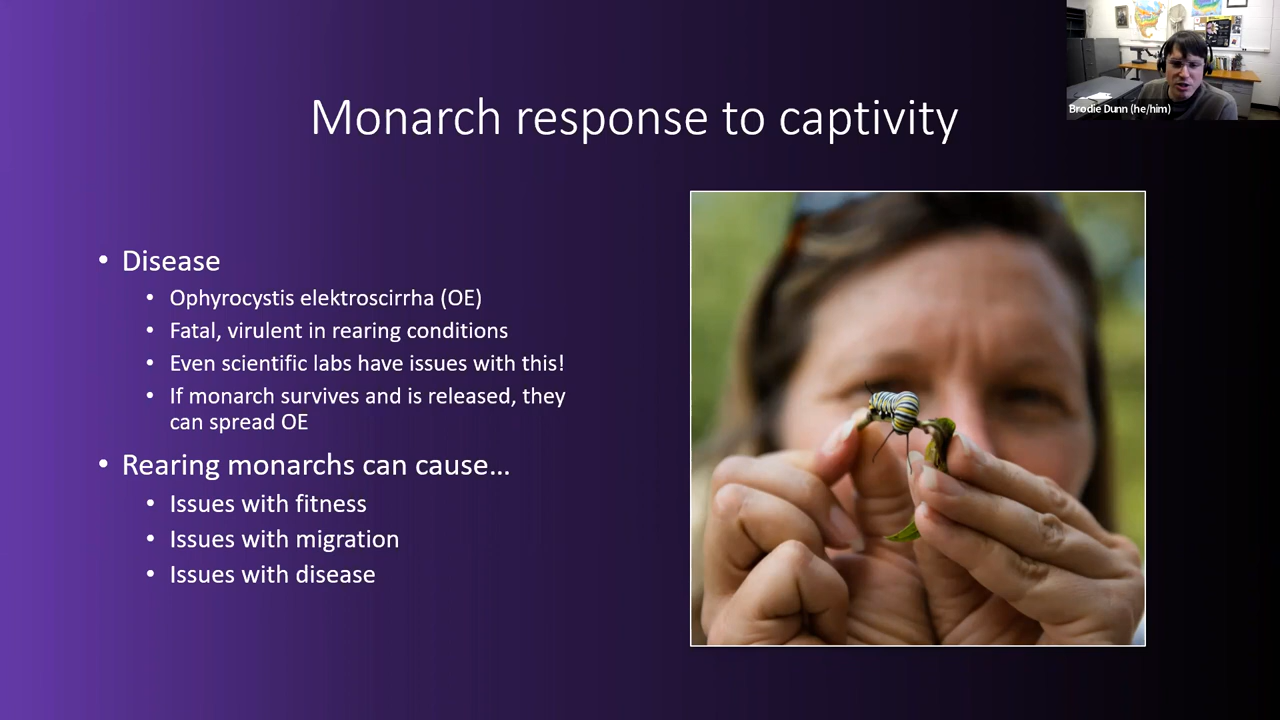 Brodie Dunn (he/him)
Monarch response to captivity
• Disease
• Ophyrocystis elektroscirrha (OE)
• Fatal, virulent in rearing conditions
• Even scientific labs have issues with this!
• If monarch survives and is released, they
can spread OE
• Rearing monarchs can cause...
• Issues with fitness
• Issues with migration
• Issues with disease